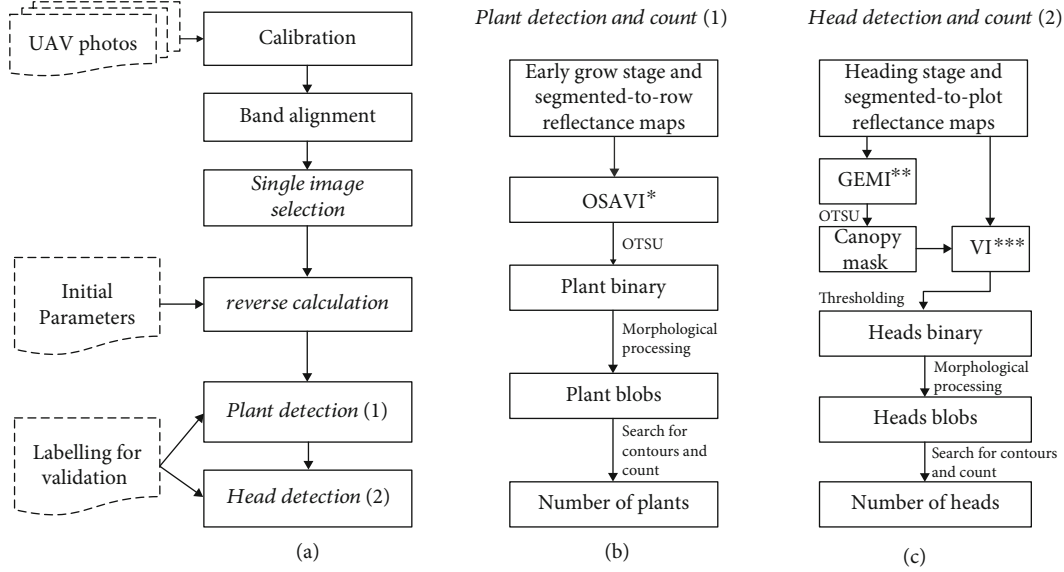 UAV photos
Calibration
Band alignment
Single image
selection
Initial
Parameters
reverse calculation
Labelling for
validation
Plant detection (1)
Head detection (2)
(a)
Plant detection and count (1)
Early grow stage and
segmented-to-row
reflectance maps
OSAVI*
OTSU
Plant binary
Morphological
processing
Plant blobs
Search for
contours and
count
Number of plants
(b)
Head detection and count (2)
Heading stage and
segmented-to-plot
reflectance maps
GEMI**
OTSU
Canopy
mask
VI***
Thresholding
Heads binary
Morphological
processing
Heads blobs
Search for contours
and count
Number of heads
(c)